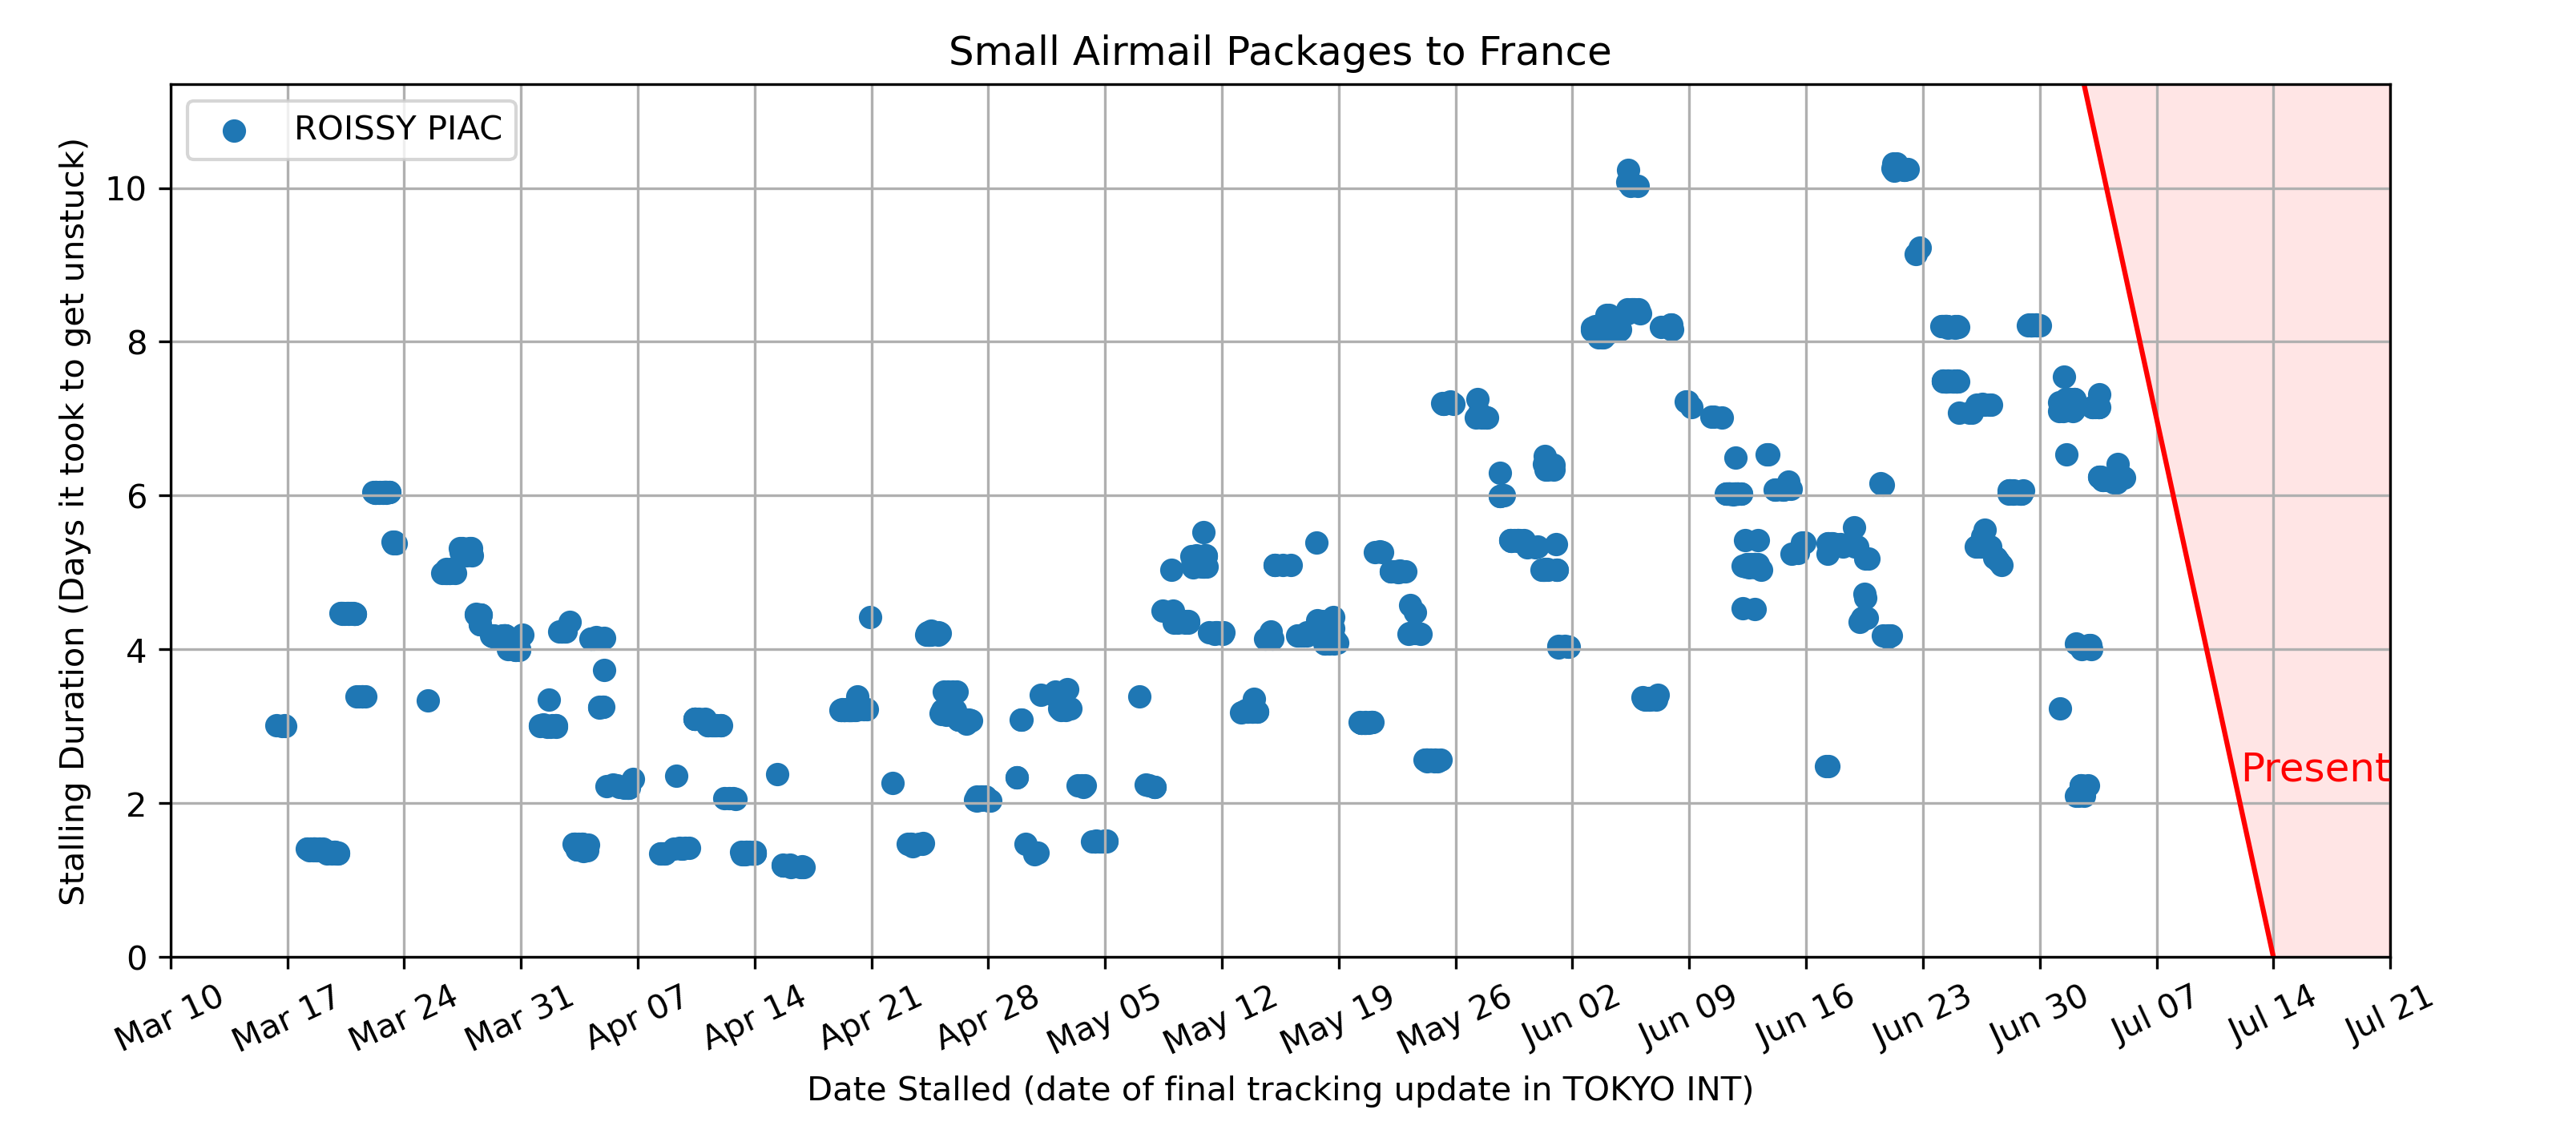 Small Airmail Packages to France
ROISSY PIAC
Stalling Duration (Days it took to get unstuck)
10
8
6
4
2
0
Present
Mar 10
Mar 17
Mar 24
Mar 31
Apr 07
Apr 14
Apr 21
Apr 28
May 05
May 12
May 19
May 26
Jun 02
Jun 09
Jun 16
Jun 23
Jun 30
Jul 07
Jul 14
Jul 21
Date Stalled (date of final tracking update in TOKYO INT)